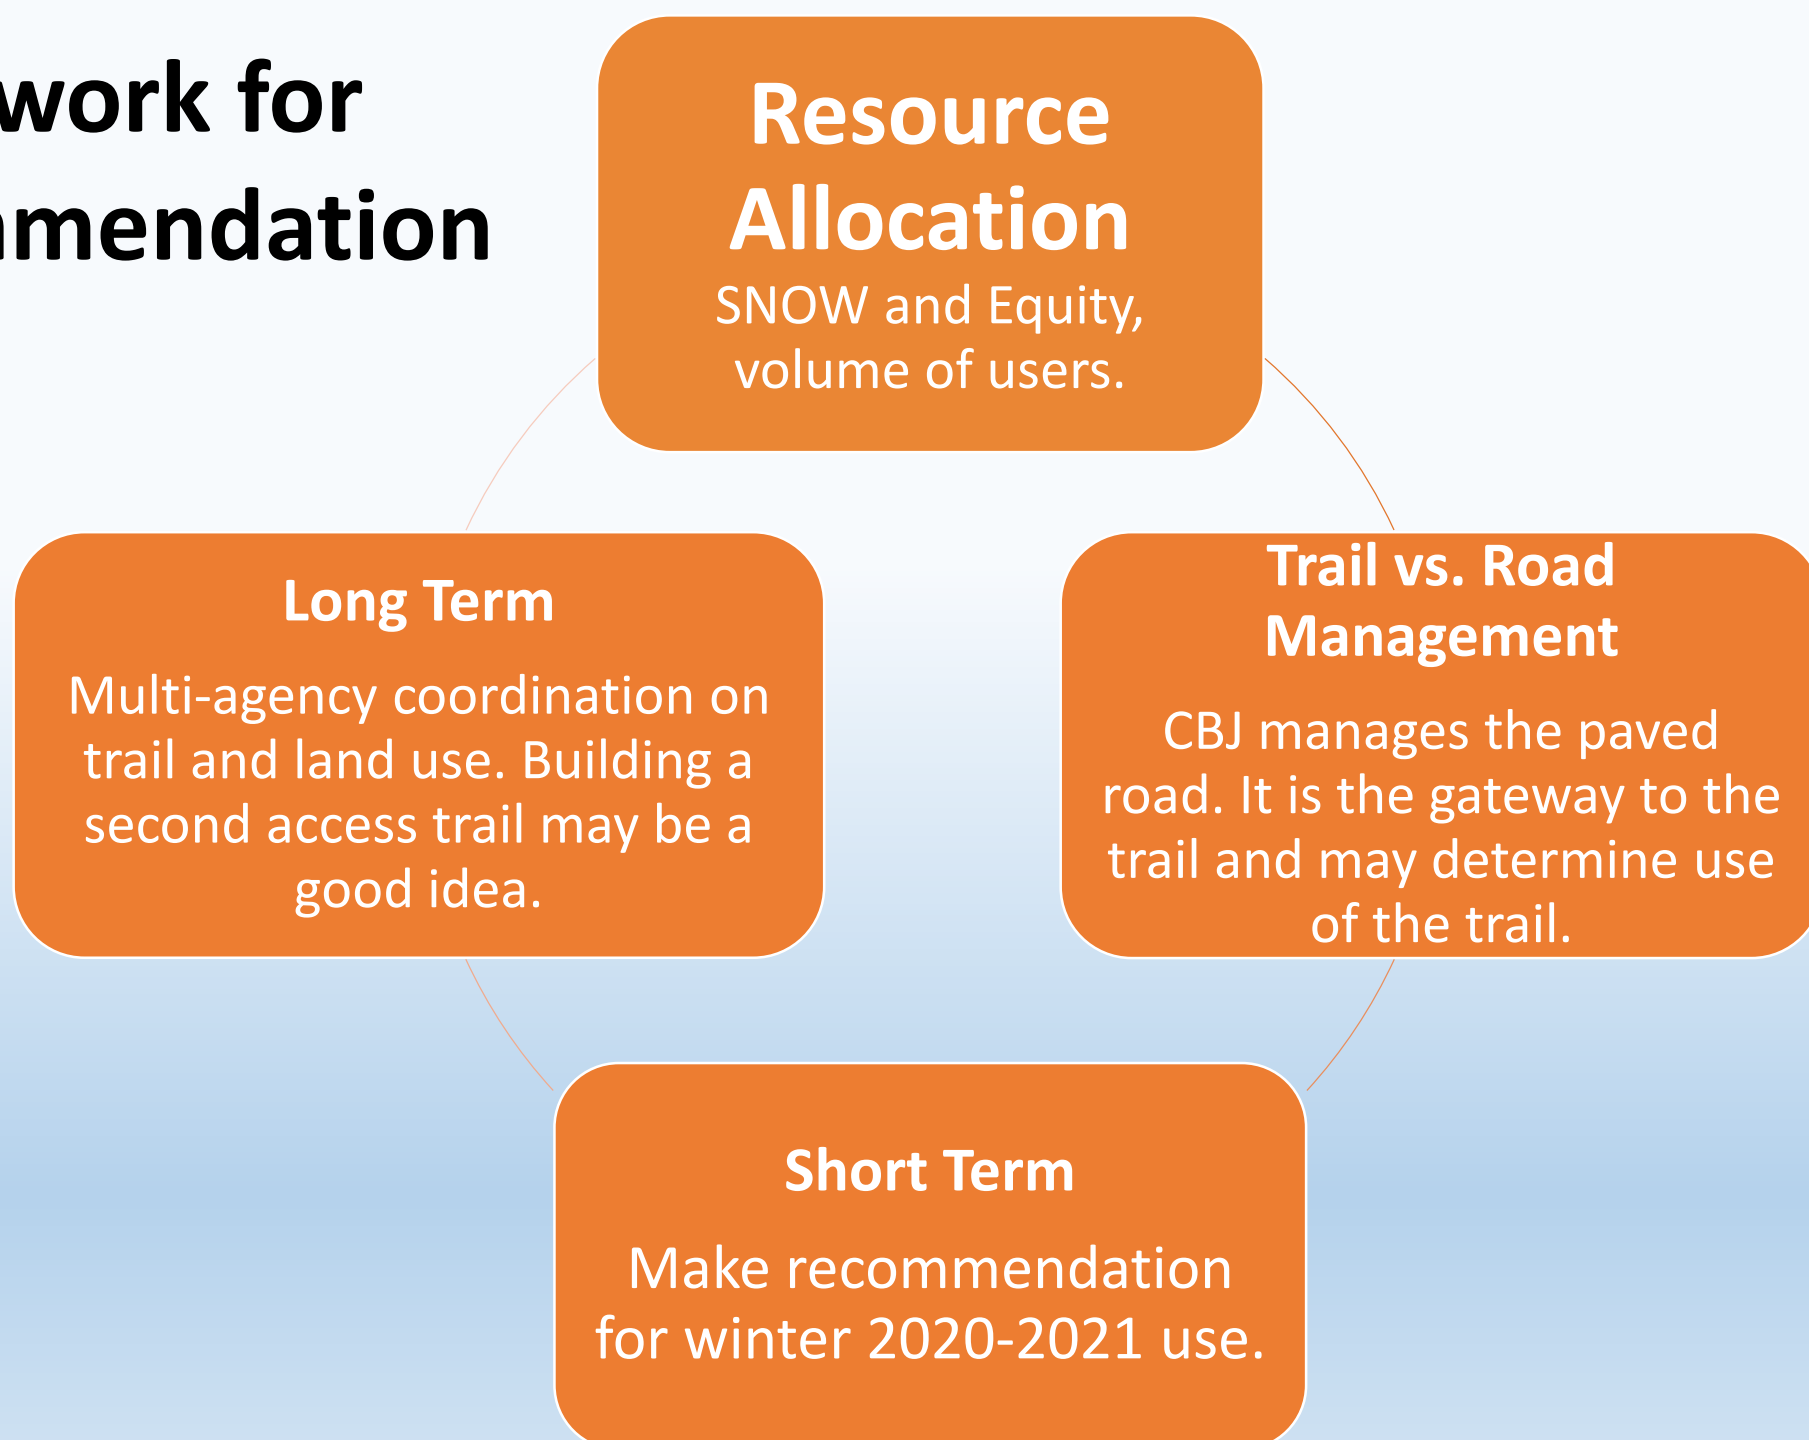 work for
mendation
Resource
Allocation
SNOW and Equity,
volume of users.
Long Term
Multi-agency coordination on
trail and land use. Building a
second access trail may be a
good idea.
Trail vs. Road
Management
CBJ manages the paved
road. It is the gateway to the
trail and may determine use
of the trail.
Short Term
Make recommendation
for winter 2020-2021 use.